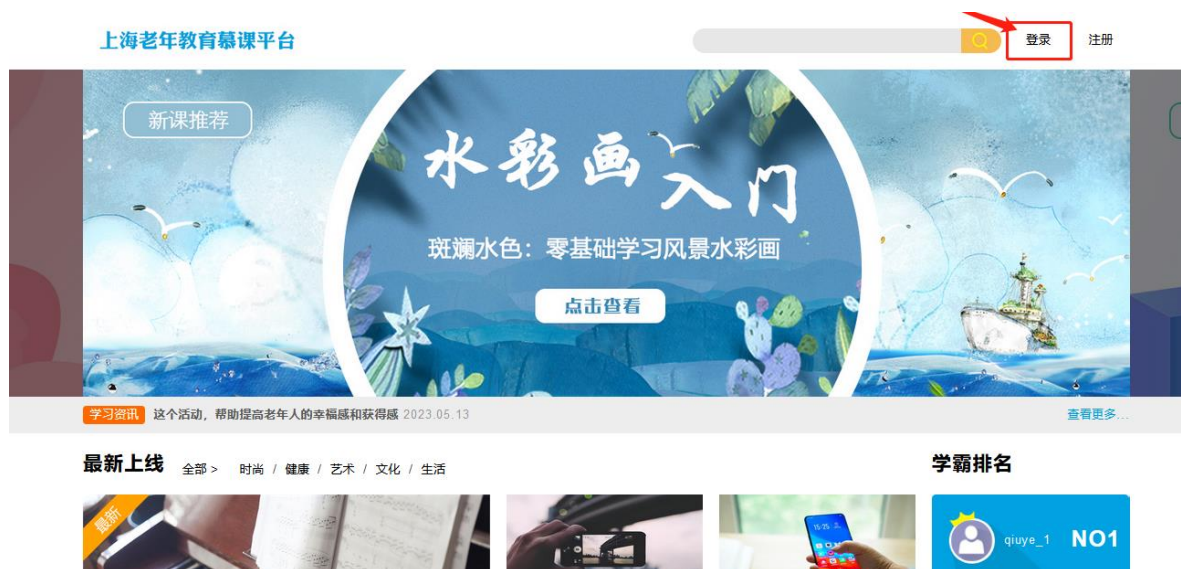 上海老年教育慕课平台
登录 注册
新课推荐
水彩画入门
斑斓水色：零基础学习风景水彩画
点击查看
学习资讯 这个活动，帮助提高老年人的幸福感和获得感 2023.05.13 查看更多...
最新上线 全部 > 时尚 / 健康 / 艺术 / 文化 / 生活 学霸排名
最新
15:25
qiuye_1 NO1